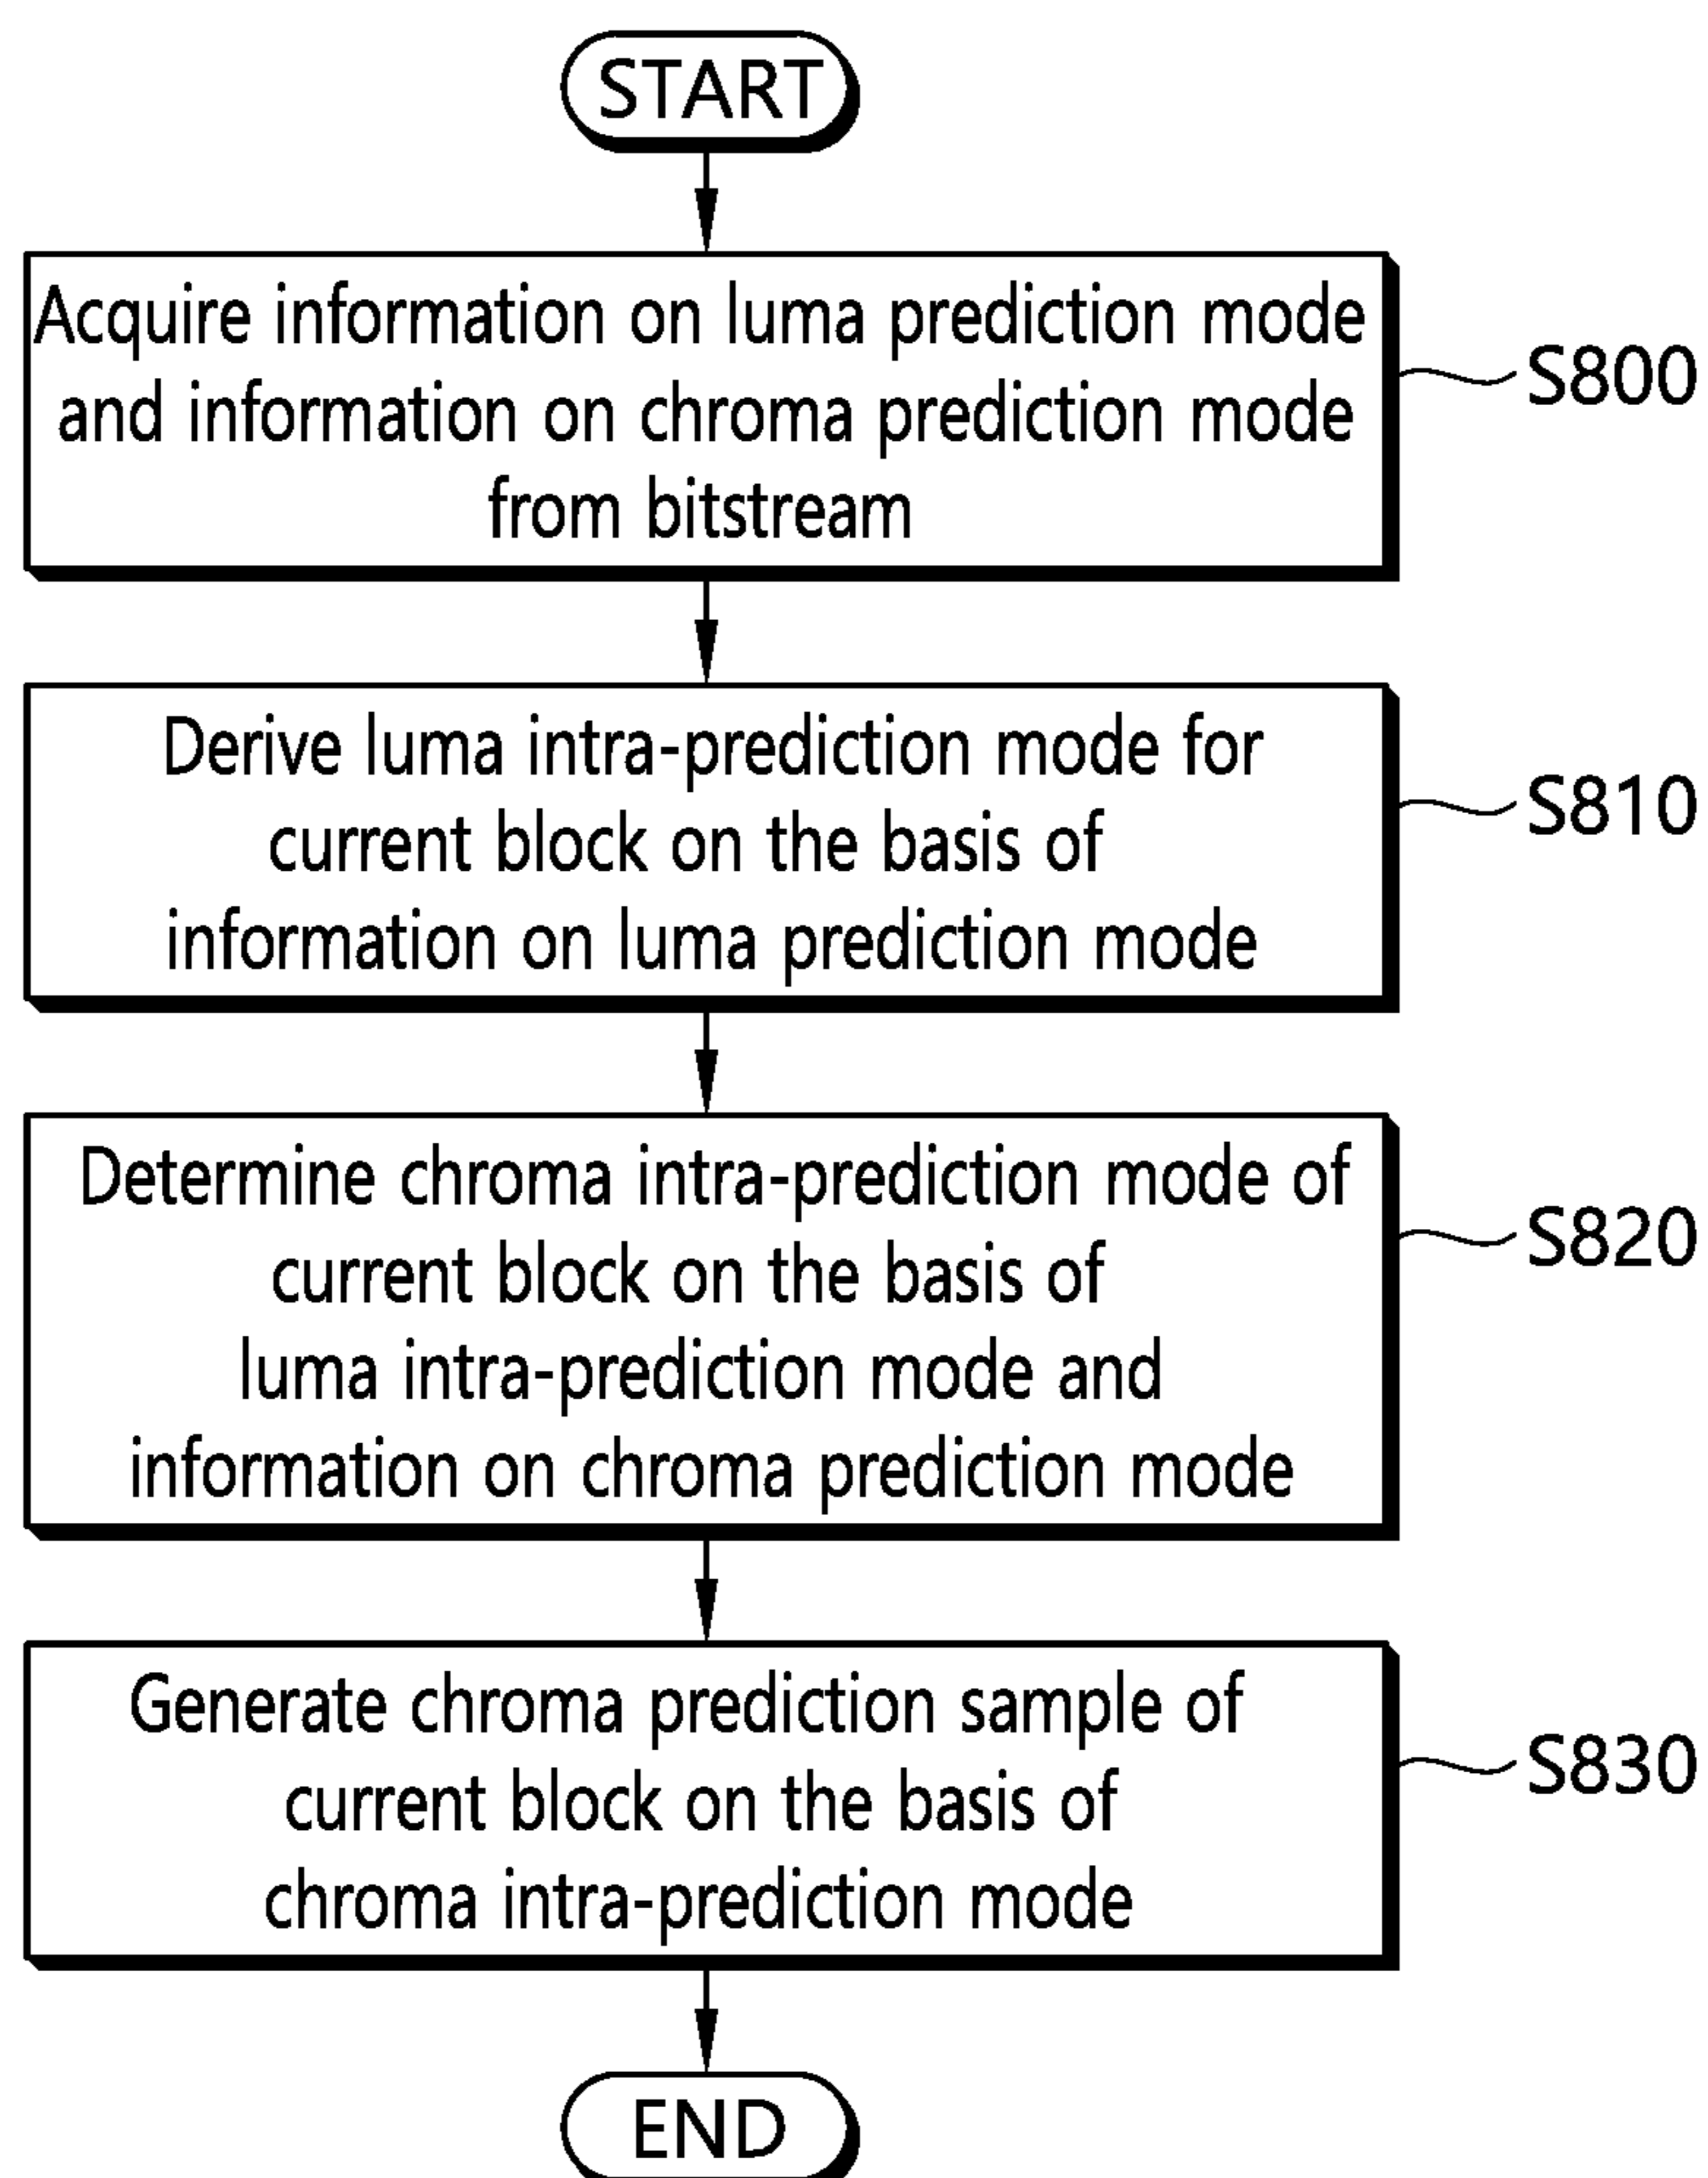 START
Acquire information on luma prediction mode
and information on chroma prediction mode
from bitstream
S800
Derive luma intra-prediction mode for
current block on the basis of
information on luma prediction mode
S810
Determine chroma intra-prediction mode of
current block on the basis of
luma intra-prediction mode and
information on chroma prediction mode
S820
Generate chroma prediction sample of
current block on the basis of
chroma intra-prediction mode
S830
END